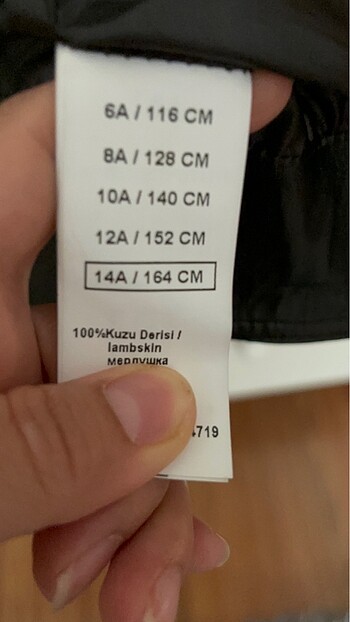 6A / 116 CM
8A / 128 CM
10A / 140 CM
12A / 152 CM
14A / 164 CM
100%Kuzu Derisi /
lambskin
мерлушка
4719